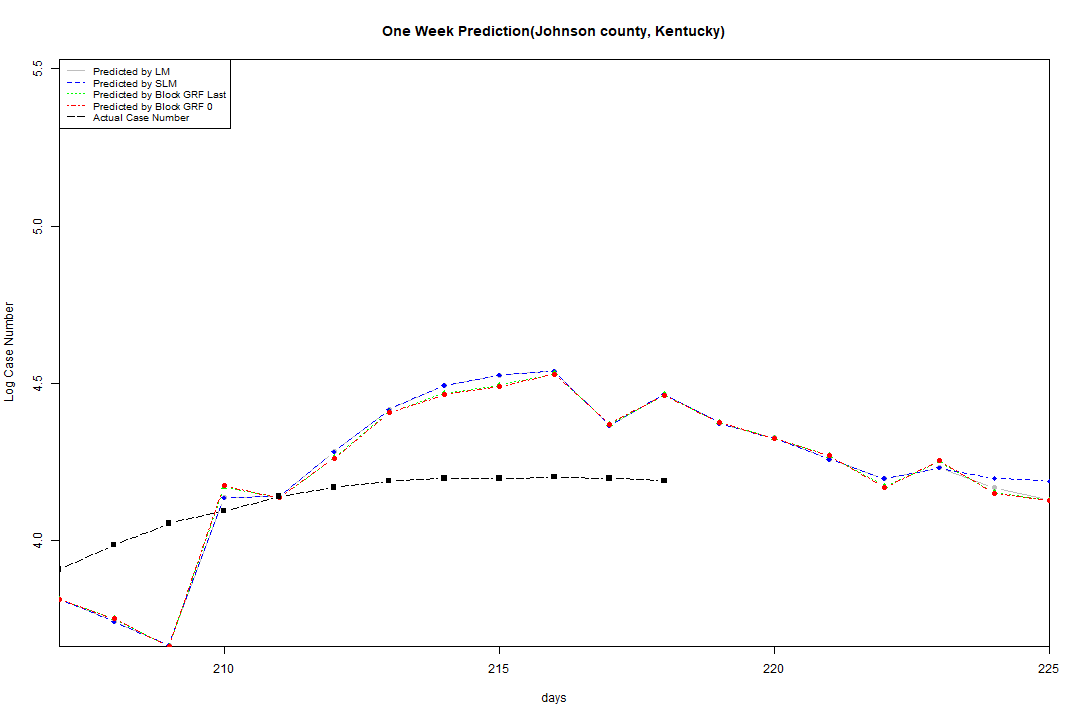 One Week Prediction(Johnson county, Kentucky)
Predicted by LM
Predicted by SLM
Predicted by Block GRF Last
Predicted by Block GRF 0
Actual Case Number
5.5
5.0
4.5
4.0
Log Case Number
210
215
220
225
days